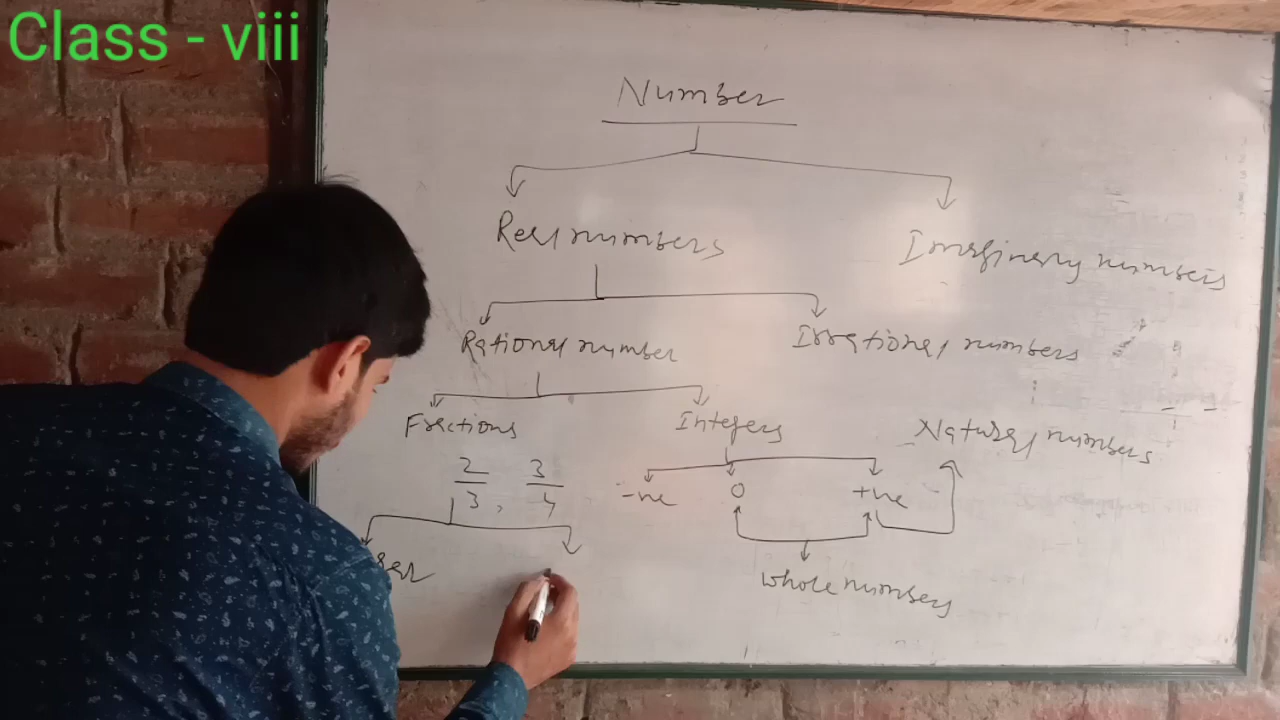 Class - viii
Number
Real numbers
Imaginary numbers
Rational number
Irrational numbers
Fractions
Integers
Natural numbers
2/3, 3/4
-ve 0 +ve
whole numbers